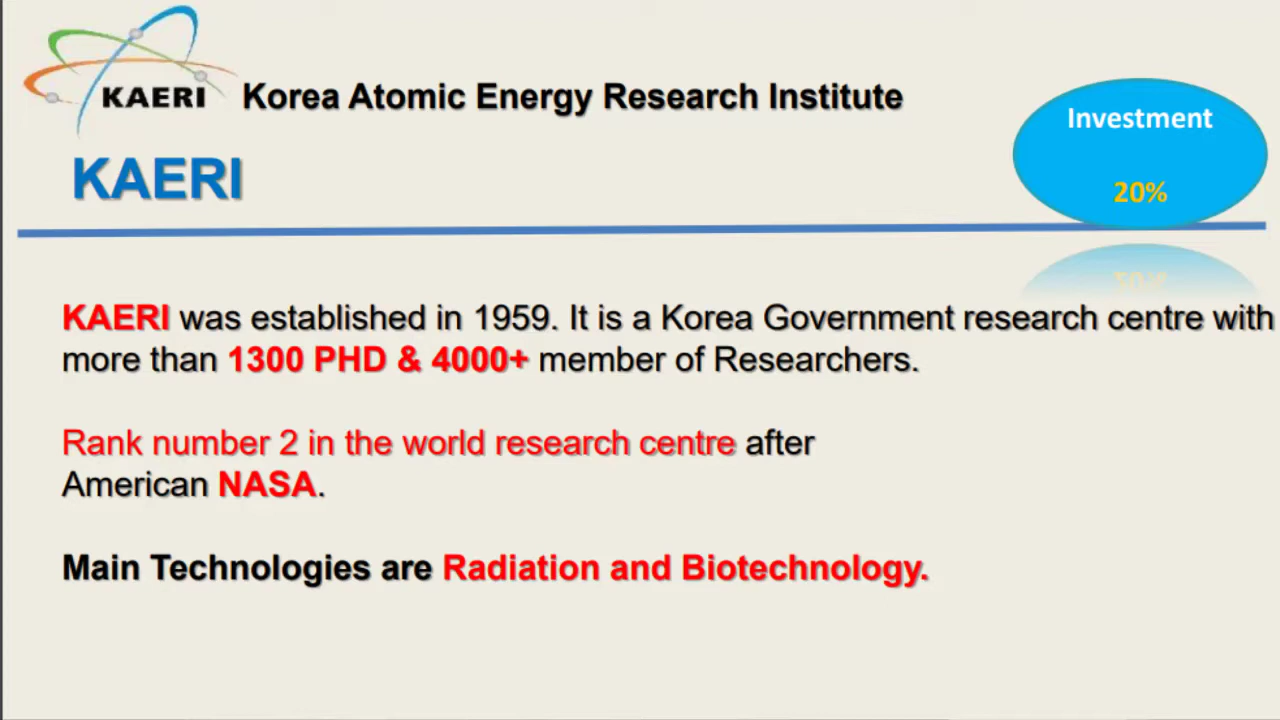 KAERI Korea Atomic Energy Research Institute
KAERI
Investment
20%
KAERI was established in 1959. It is a Korea Government research centre with
more than 1300 PHD & 4000+ member of Researchers.
Rank number 2 in the world research centre after
American NASA.
Main Technologies are Radiation and Biotechnology.